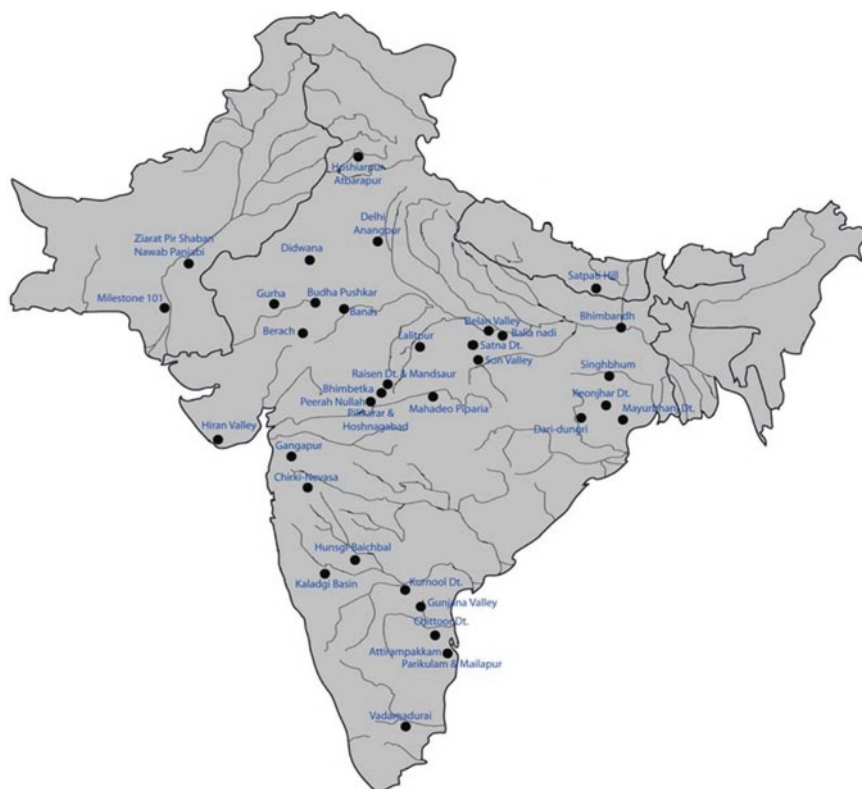 Hoshiarpur
Atbarapur
Delhi
Anangpur
Ziarat Pir Shaban
Nawab Panjabi
Didwana
Satpati Hill
Milestone 101
Gurha
Budha Pushkar
Banas
Bhimbandh
Belan Valley
Balia nadi
Berach
Lalitpur
Satna Dt.
Son Valley
Singhbhum
Raisen Dt. & Mandsaur
Bhimbetka
Peerah Nullah
Pilikarar &
Hoshnagabad
Mahadeo Piparia
Keonjhar Dt.
Mayurbhanj Dt.
Dari-dungri
Hiran Valley
Gangapur
Chirki-Nevasa
Hunsgi Baichbal
Kaladgi Basin
Kurnool Dt.
Gunjana Valley
Chittoor Dt.
Attirampakkam
Parikulam & Mailapur
Vadamadurai